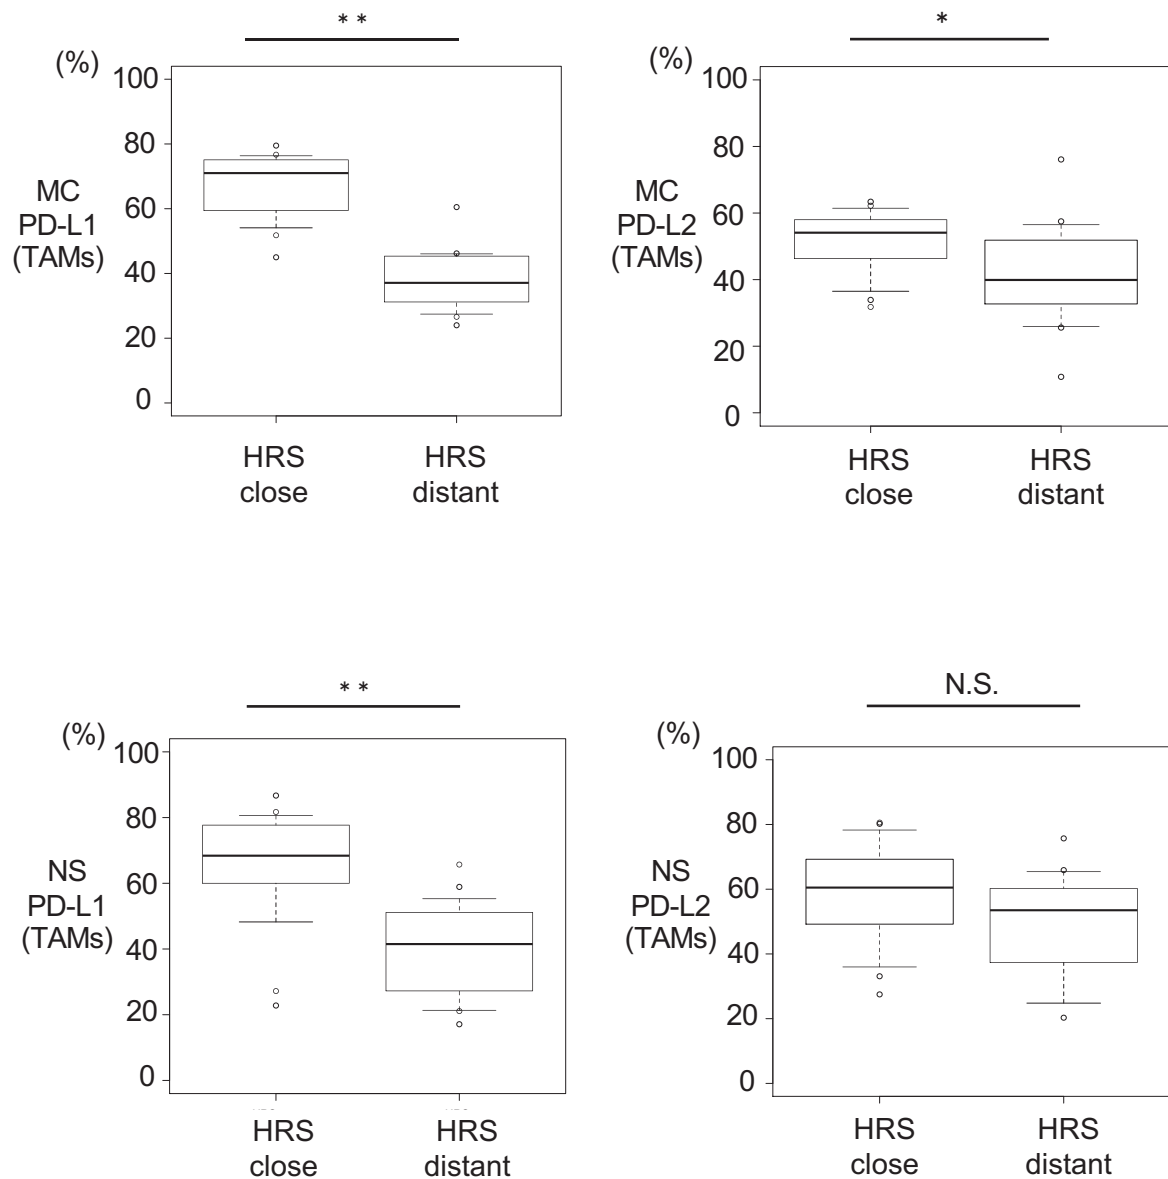 **
(%)
100
80
60
40
20
0
MC
PD-L1
(TAMs)
HRS
close
HRS
distant
*
(%)
100
80
60
40
20
0
MC
PD-L2
(TAMs)
HRS
close
HRS
distant
**
(%)
100
80
60
40
20
0
NS
PD-L1
(TAMs)
HRS
close
HRS
distant
N.S.
(%)
100
80
60
40
20
0
NS
PD-L2
(TAMs)
HRS
close
HRS
distant